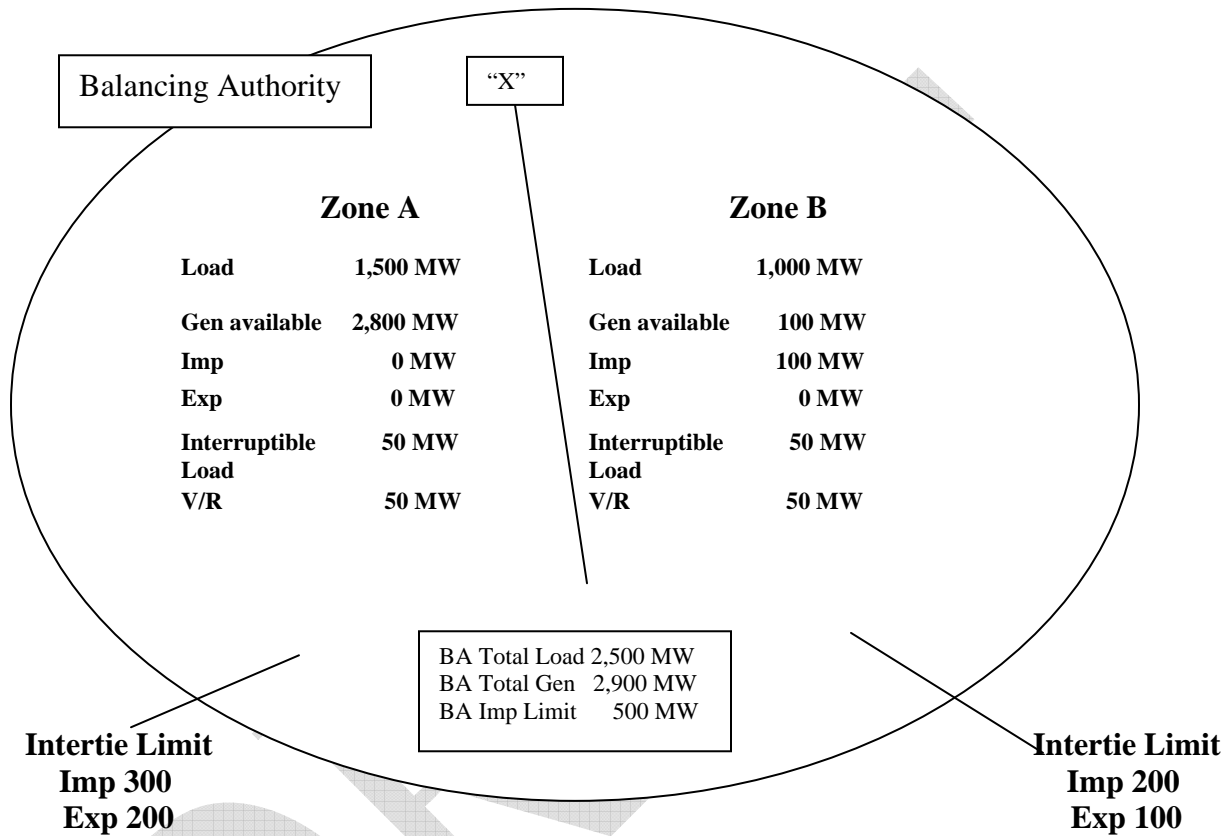 Balancing Authority
“X”
Zone A
Load 1,500 MW
Gen available 2,800 MW
Imp 0 MW
Exp 0 MW
Interruptible 50 MW
Load
V/R 50 MW
Zone B
Load 1,000 MW
Gen available 100 MW
Imp 100 MW
Exp 0 MW
Interruptible 50 MW
Load
V/R 50 MW
BA Total Load 2,500 MW
BA Total Gen 2,900 MW
BA Imp Limit 500 MW
Intertie Limit
Imp 300
Exp 200
Intertie Limit
Imp 200
Exp 100